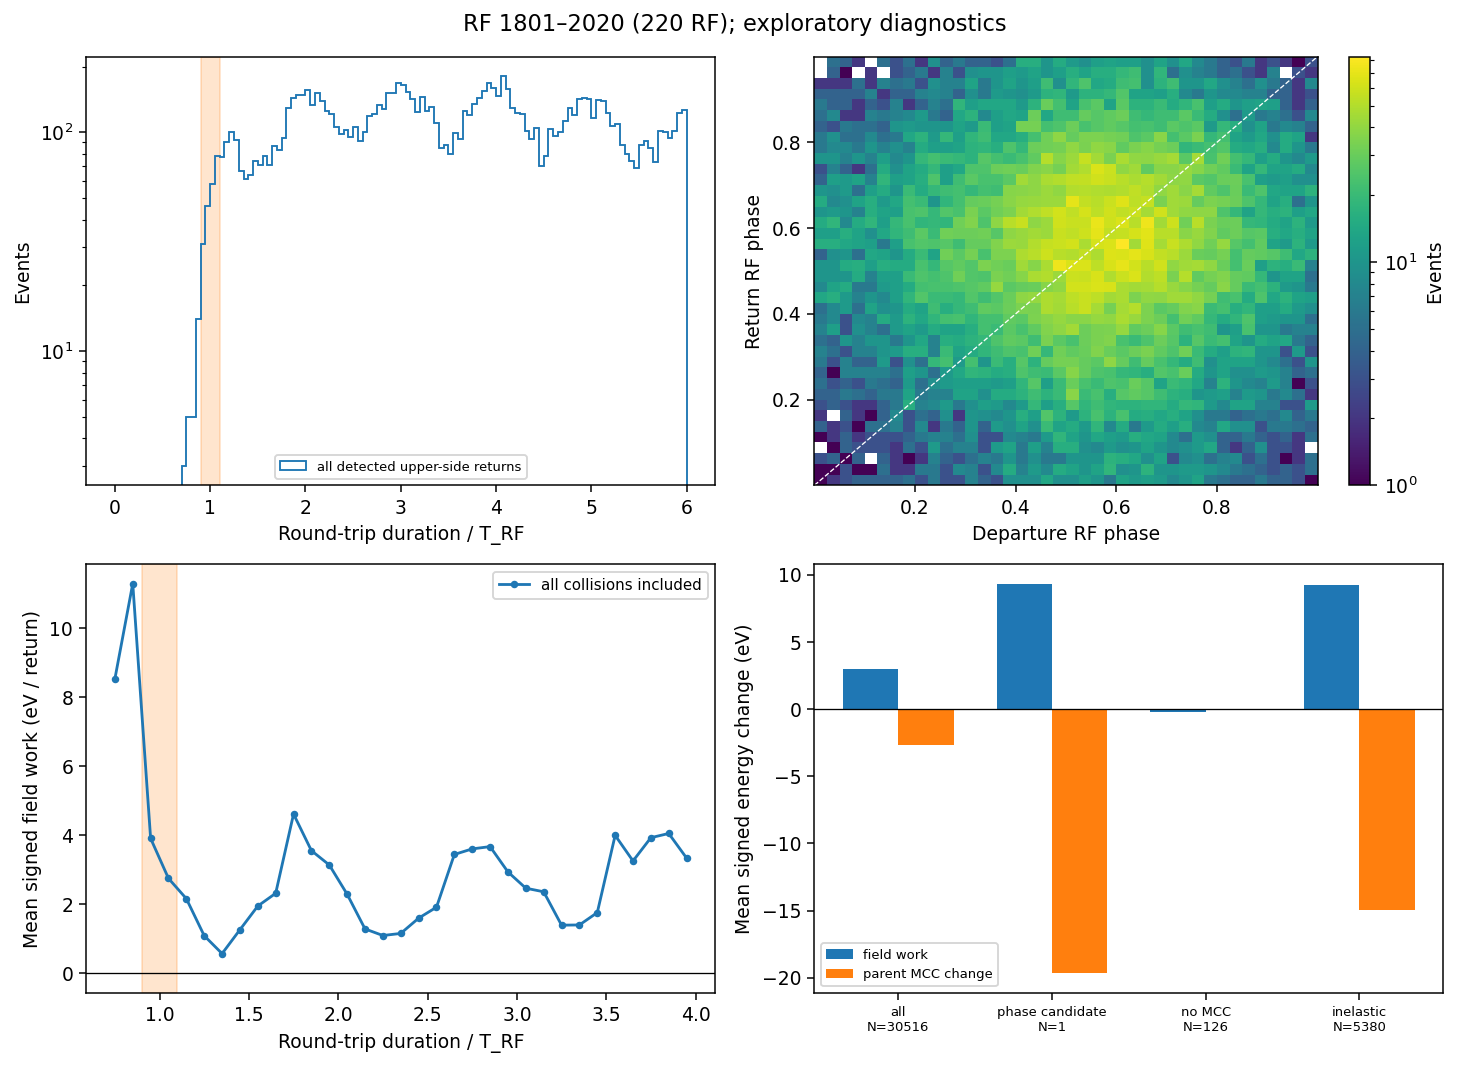 RF 1801–2020 (220 RF); exploratory diagnostics
Events
10²
10¹
all detected upper-side returns
0
1
2
3
4
5
6
Round-trip duration / T_RF
Return RF phase
0.8
0.6
0.4
0.2
0.2
0.4
0.6
0.8
Departure RF phase
10¹
10⁰
Events
Mean signed field work (eV / return)
10
8
6
4
2
0
all collisions included
1.0
1.5
2.0
2.5
3.0
3.5
4.0
Round-trip duration / T_RF
Mean signed energy change (eV)
10
5
0
−5
−10
−15
−20
field work
parent MCC change
all
N=30516
phase candidate
N=1
no MCC
N=126
inelastic
N=5380